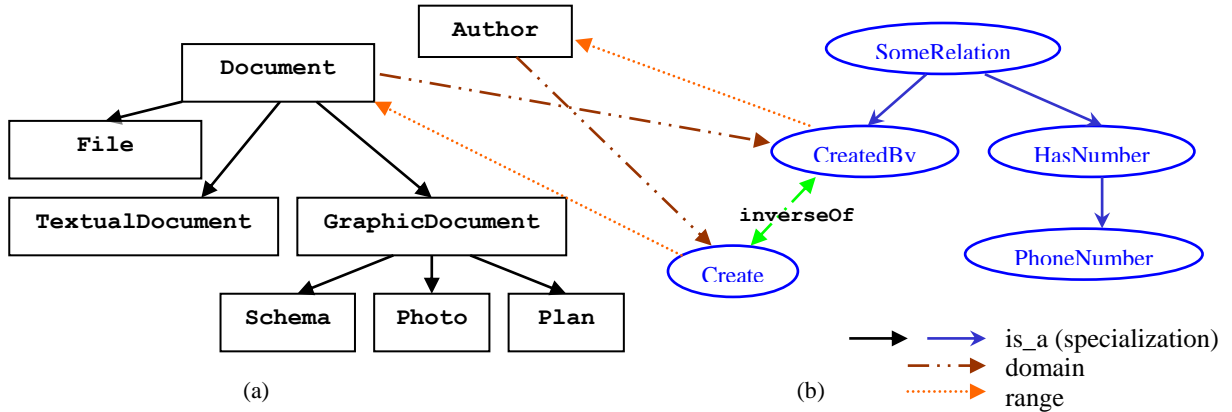 Author
SomeRelation
Document
File
CreatedBy
HasNumber
TextualDocument
GraphicDocument
inverseOf
Create
PhoneNumber
Schema
Photo
Plan
is_a (specialization)
domain
range
(a)
(b)